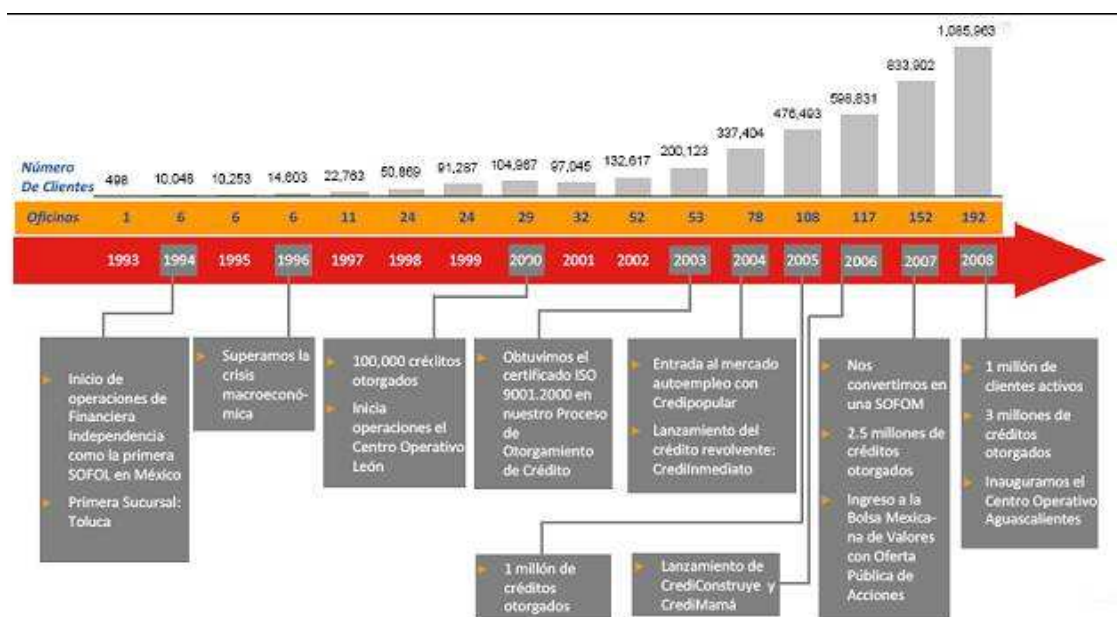 1,085,963
833,902
598,831
476,493
337,404
200,123
132,617
97,045
104,967
91,287
50,869
22,763
14,603
10,253
10,048
498
Número
De Clientes
Oficinas 1 6 6 6 11 24 24 29 32 52 53 78 108 117 152 192
1993 1994 1995 1996 1997 1998 1999 2000 2001 2002 2003 2004 2005 2006 2007 2008
Inicio de
operaciones de
Financiera
Independencia
como la primera
SOFOL en México
Primera Sucursal:
Toluca
Superamos la
crisis
macroeconó-
mica
100,000 créditos
otorgados
Inicia
operaciones el
Centro Operativo
León
Obtuvimos el
certificado ISO
9001.2000 en
nuestro Proceso
de
Otorgamiento
de Crédito
Entrada al mercado
autoempleo con
Credipopular
Lanzamiento del
crédito revolvente:
CrediInmediato
Nos
convertimos en
una SOFOM
2.5 millones de
créditos
otorgados
Ingreso a la
Bolsa Mexica-
na de Valores
con Oferta
Pública de
Acciones
1 millón de
clientes activos
3 millones de
créditos
otorgados
Inauguramos el
Centro Operativo
Aguascalientes
1 millón de
créditos
otorgados
Lanzamiento de
CrediConstruye y
CrediMamá